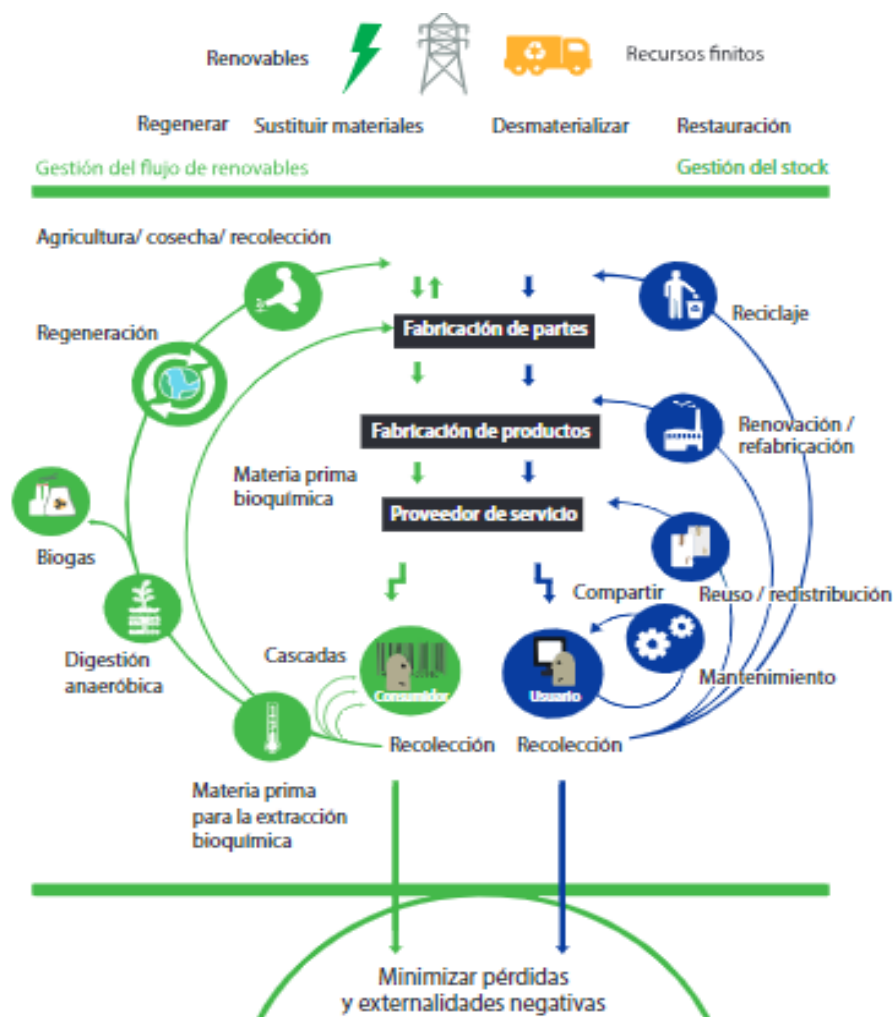 Renovables
Recursos finitos
Regenerar
Sustituir materiales
Desmaterializar
Restauración
Gestión del flujo de renovables
Gestión del stock
Agricultura/ cosecha/ recolección
Regeneración
Reciclaje
Fabricación de partes
Fabricación de productos
Renovación /
refabricación
Materia prima
bioquímica
Proveedor de servicio
Biogas
Compartir
Reuso / redistribución
Digestión
anaeróbica
Cascadas
Consumidor
Usuario
Mantenimiento
Recolección
Recolección
Materia prima
para la extracción
bioquímica
Minimizar pérdidas
y externalidades negativas